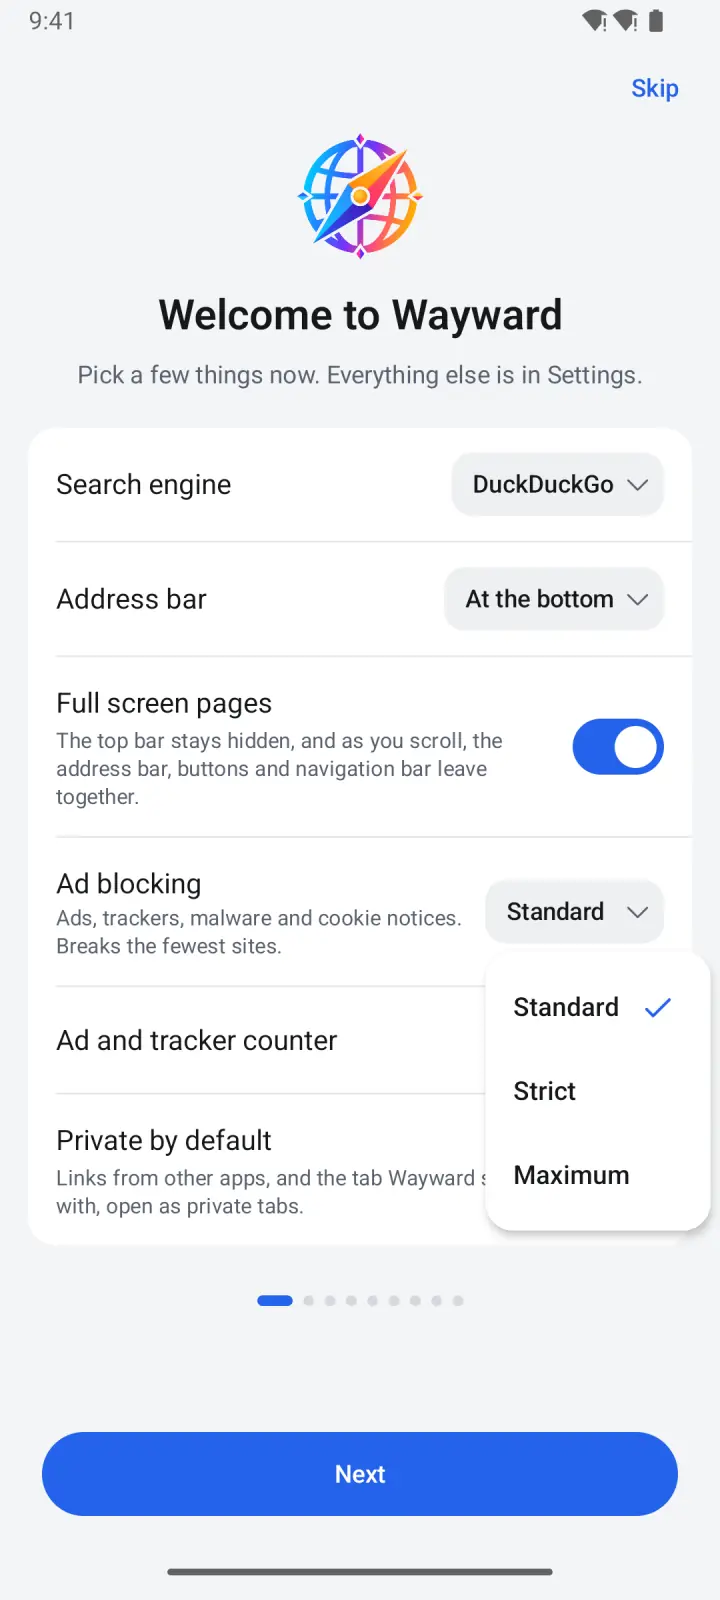 9:41
Skip
Welcome to Wayward
Pick a few things now. Everything else is in Settings.
Search engine
DuckDuckGo
Address bar
At the bottom
Full screen pages
The top bar stays hidden, and as you scroll, the
address bar, buttons and navigation bar leave
together.
Ad blocking
Ads, trackers, malware and cookie notices.
Breaks the fewest sites.
Standard
Standard
Strict
Maximum
Ad and tracker counter
Private by default
Links from other apps, and the tab Wayward
with, open as private tabs.
Next